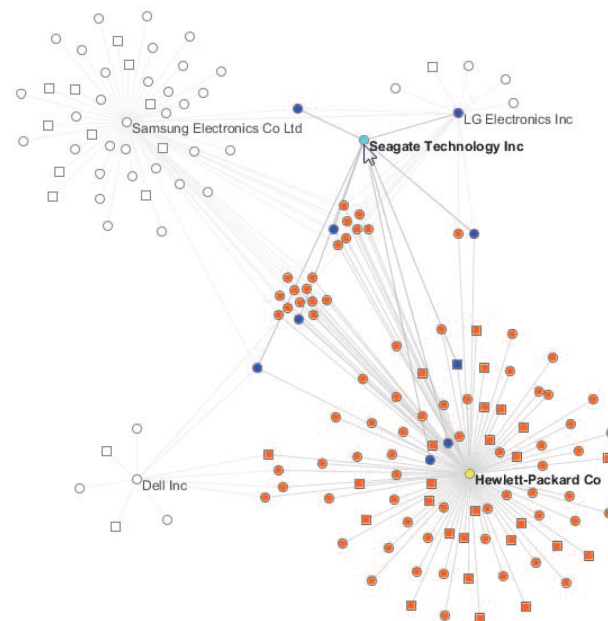 LG Electronics Inc
Samsung Electronics Co Ltd
Seagate Technology Inc
Hewlett-Packard Co
Dell Inc